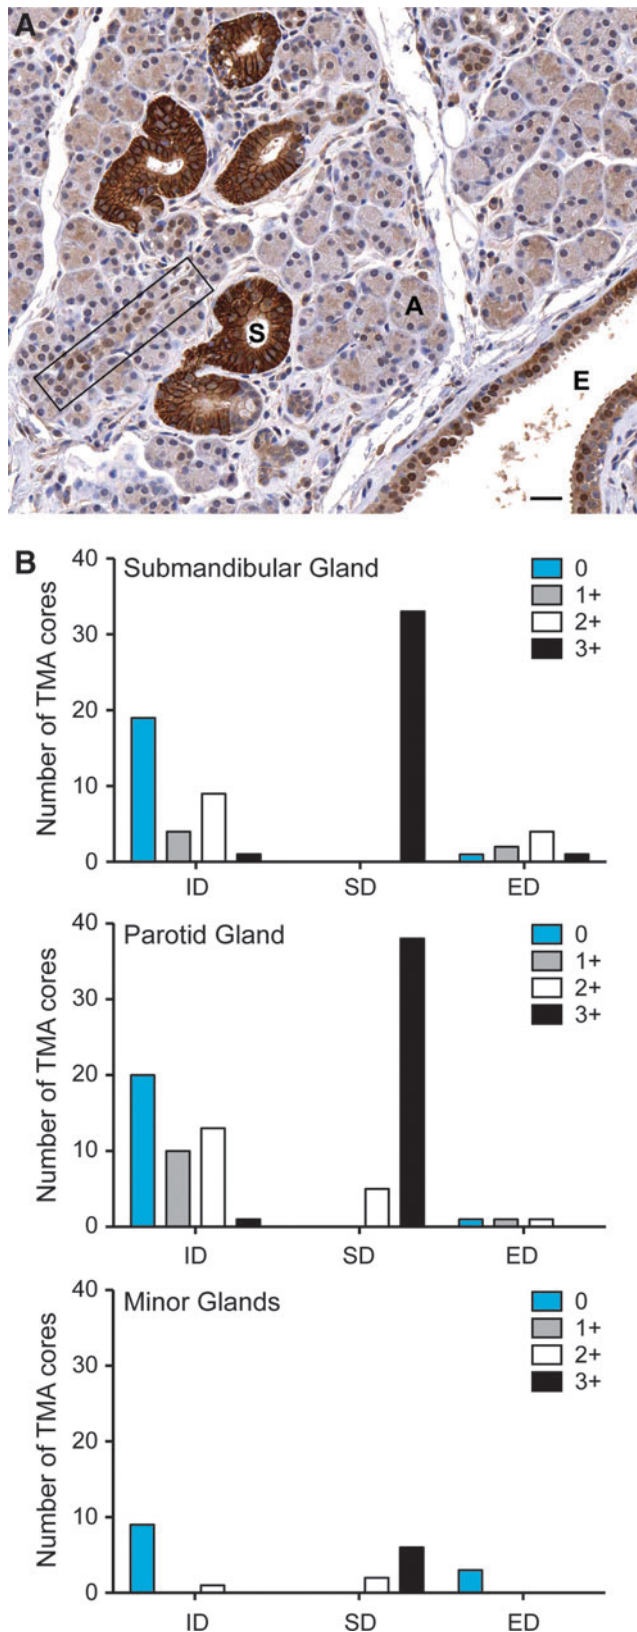 A
S
A
E
B
Submandibular Gland
0
1+
2+
3+
Number of TMA cores
40
30
20
10
0
ID SD ED
Parotid Gland
0
1+
2+
3+
Number of TMA cores
40
30
20
10
0
ID SD ED
Minor Glands
0
1+
2+
3+
Number of TMA cores
40
30
20
10
0
ID SD ED